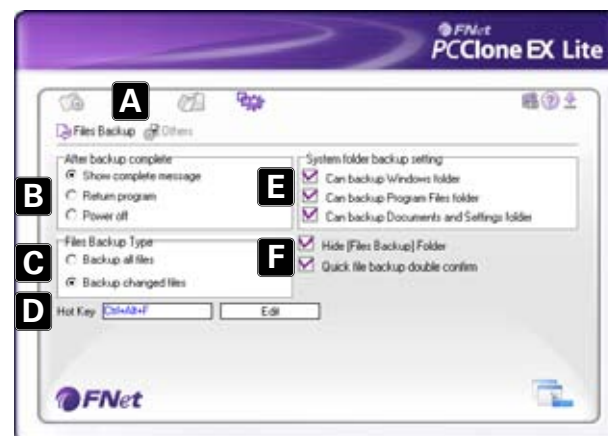 FNet
PCClone EX Lite
A
Files Backup Others
After backup complete
Show complete message
B
Return program
Power off
System folder backup setting
E
Can backup Windows folder
Can backup Program Files folder
Can backup Documents and Settings folder
Files Backup Type
C
Backup all files
Backup changed files
F
Hide [Files Backup] Folder
Quick file backup double confirm
D
Hot Key Ctrl+Alt+F Edit
FNet